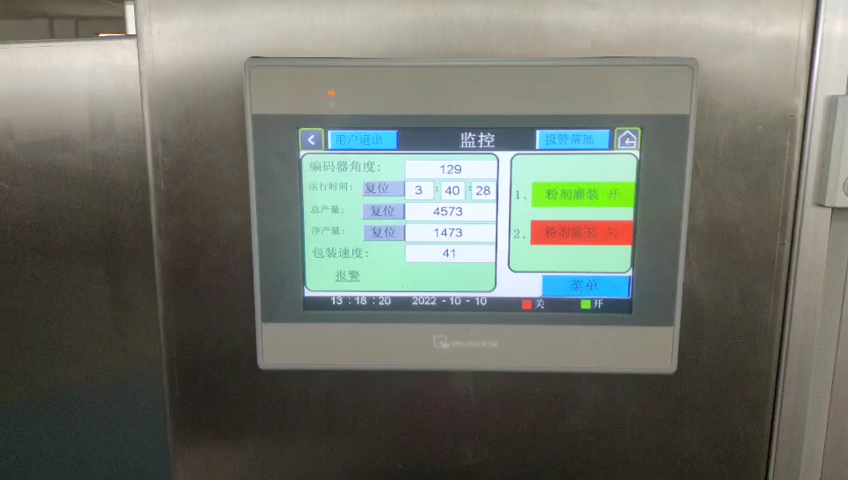 用户退出 监控 报警帮助
编码器角度: 129
运行时间: 复位 3 : 40 : 28
总产量: 复位 4573
净产量: 复位 1473
包装速度: 41
报警
1、 粉剂灌装 开
2、 粉剂灌装 关
菜单
13 : 18 : 20 2022 - 10 - 10 关 开